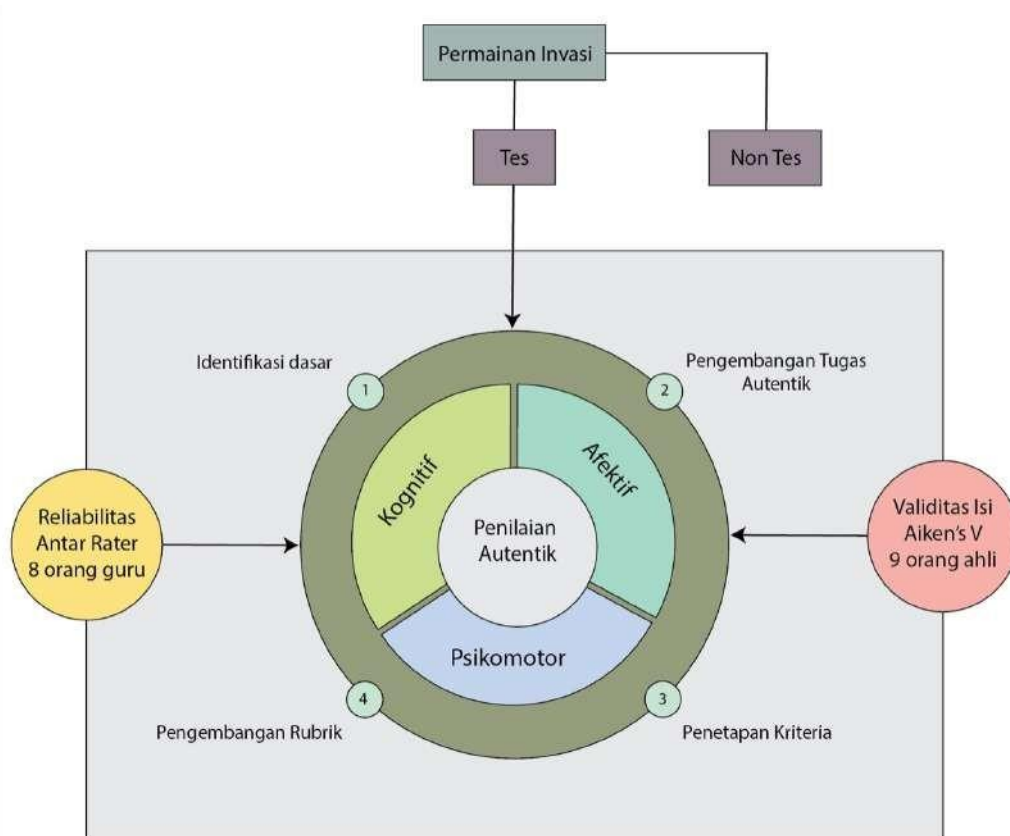 Permainan Invasi
Tes
Non Tes
Identifikasi dasar
1
2
Pengembangan Tugas
Autentik
Kognitif
Afektif
Reliabilitas
Antar Rater
8 orang guru
Penilaian
Autentik
Validitas Isi
Aiken's V
9 orang ahli
Psikomotor
4
3
Pengembangan Rubrik
Penetapan Kriteria